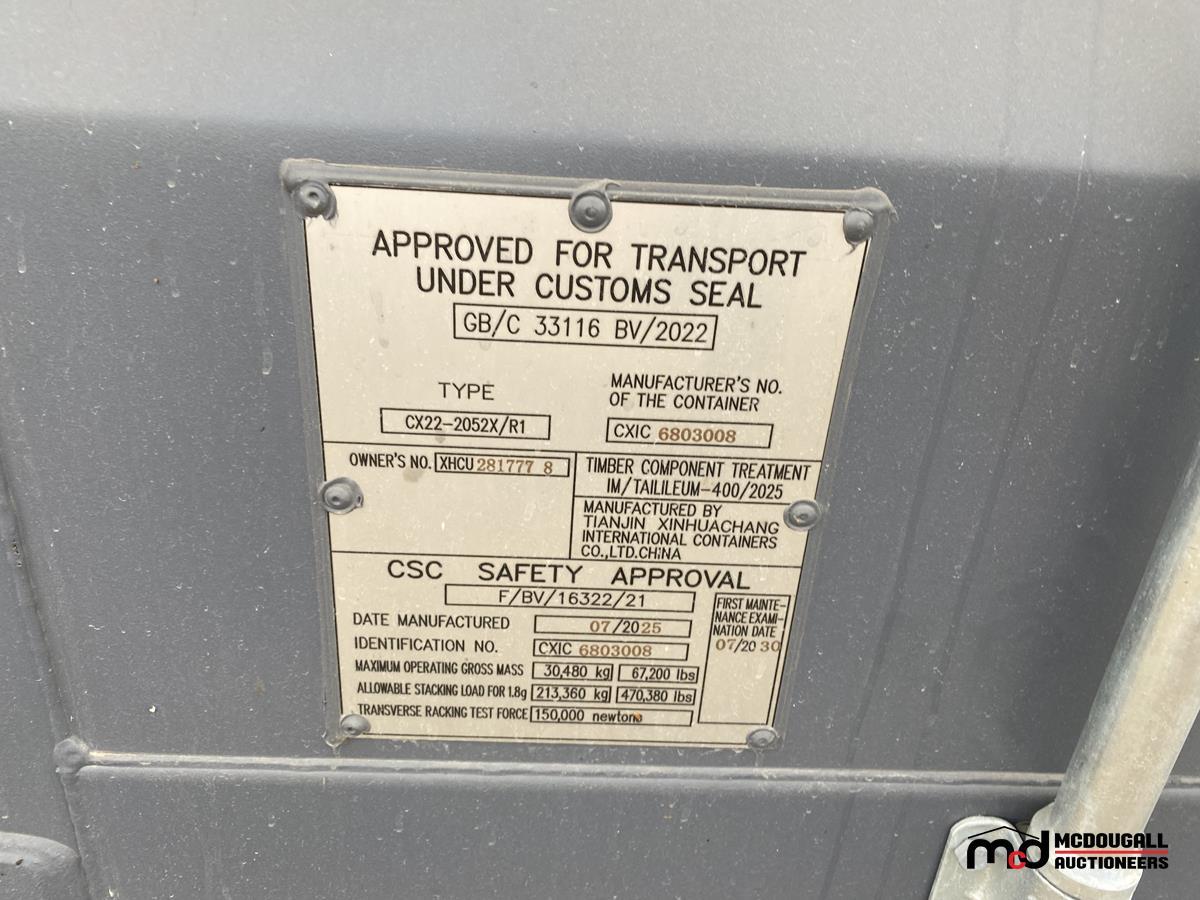 APPROVED FOR TRANSPORT
UNDER CUSTOMS SEAL
GB/C 33116 BV/2022
TYPE
CX22-2052X/R1
MANUFACTURER'S NO.
OF THE CONTAINER
CXIC 6803008
OWNER'S NO. XHCU 281777 8
TIMBER COMPONENT TREATMENT
IM/TAILILEUM-400/2025
MANUFACTURED BY
TIANJIN XINHUACHANG
INTERNATIONAL CONTAINERS
CO.,LTD.CHINA
CSC SAFETY APPROVAL
F/BV/16322/21
DATE MANUFACTURED 07/2025
IDENTIFICATION NO. CXIC 6803008
MAXIMUM OPERATING GROSS MASS 30,480 kg 67,200 lbs
ALLOWABLE STACKING LOAD FOR 1.8g 213,360 kg 470,380 lbs
TRANSVERSE RACKING TEST FORCE 150,000 newtons
FIRST MAINTE-
NANCE EXAMI-
NATION DATE
07/2030
mcd MCDOUGALL
AUCTIONEERS